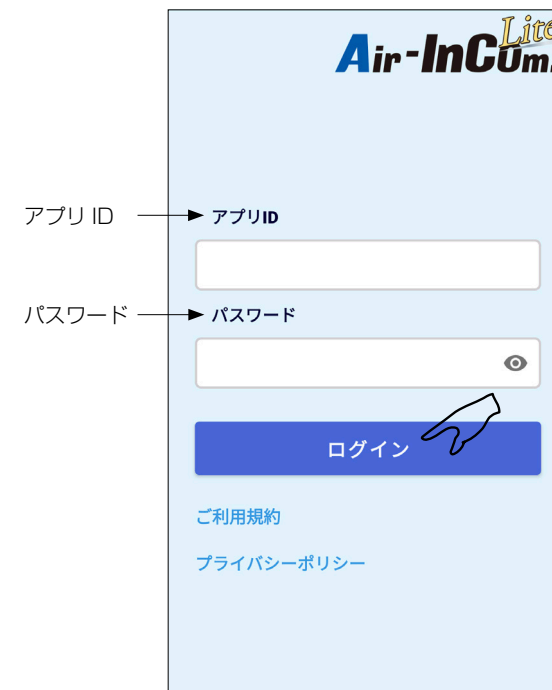 Lite
Air-InCom.
アプリ ID
アプリID
パスワード
パスワード
ログイン
ご利用規約
プライバシーポリシー